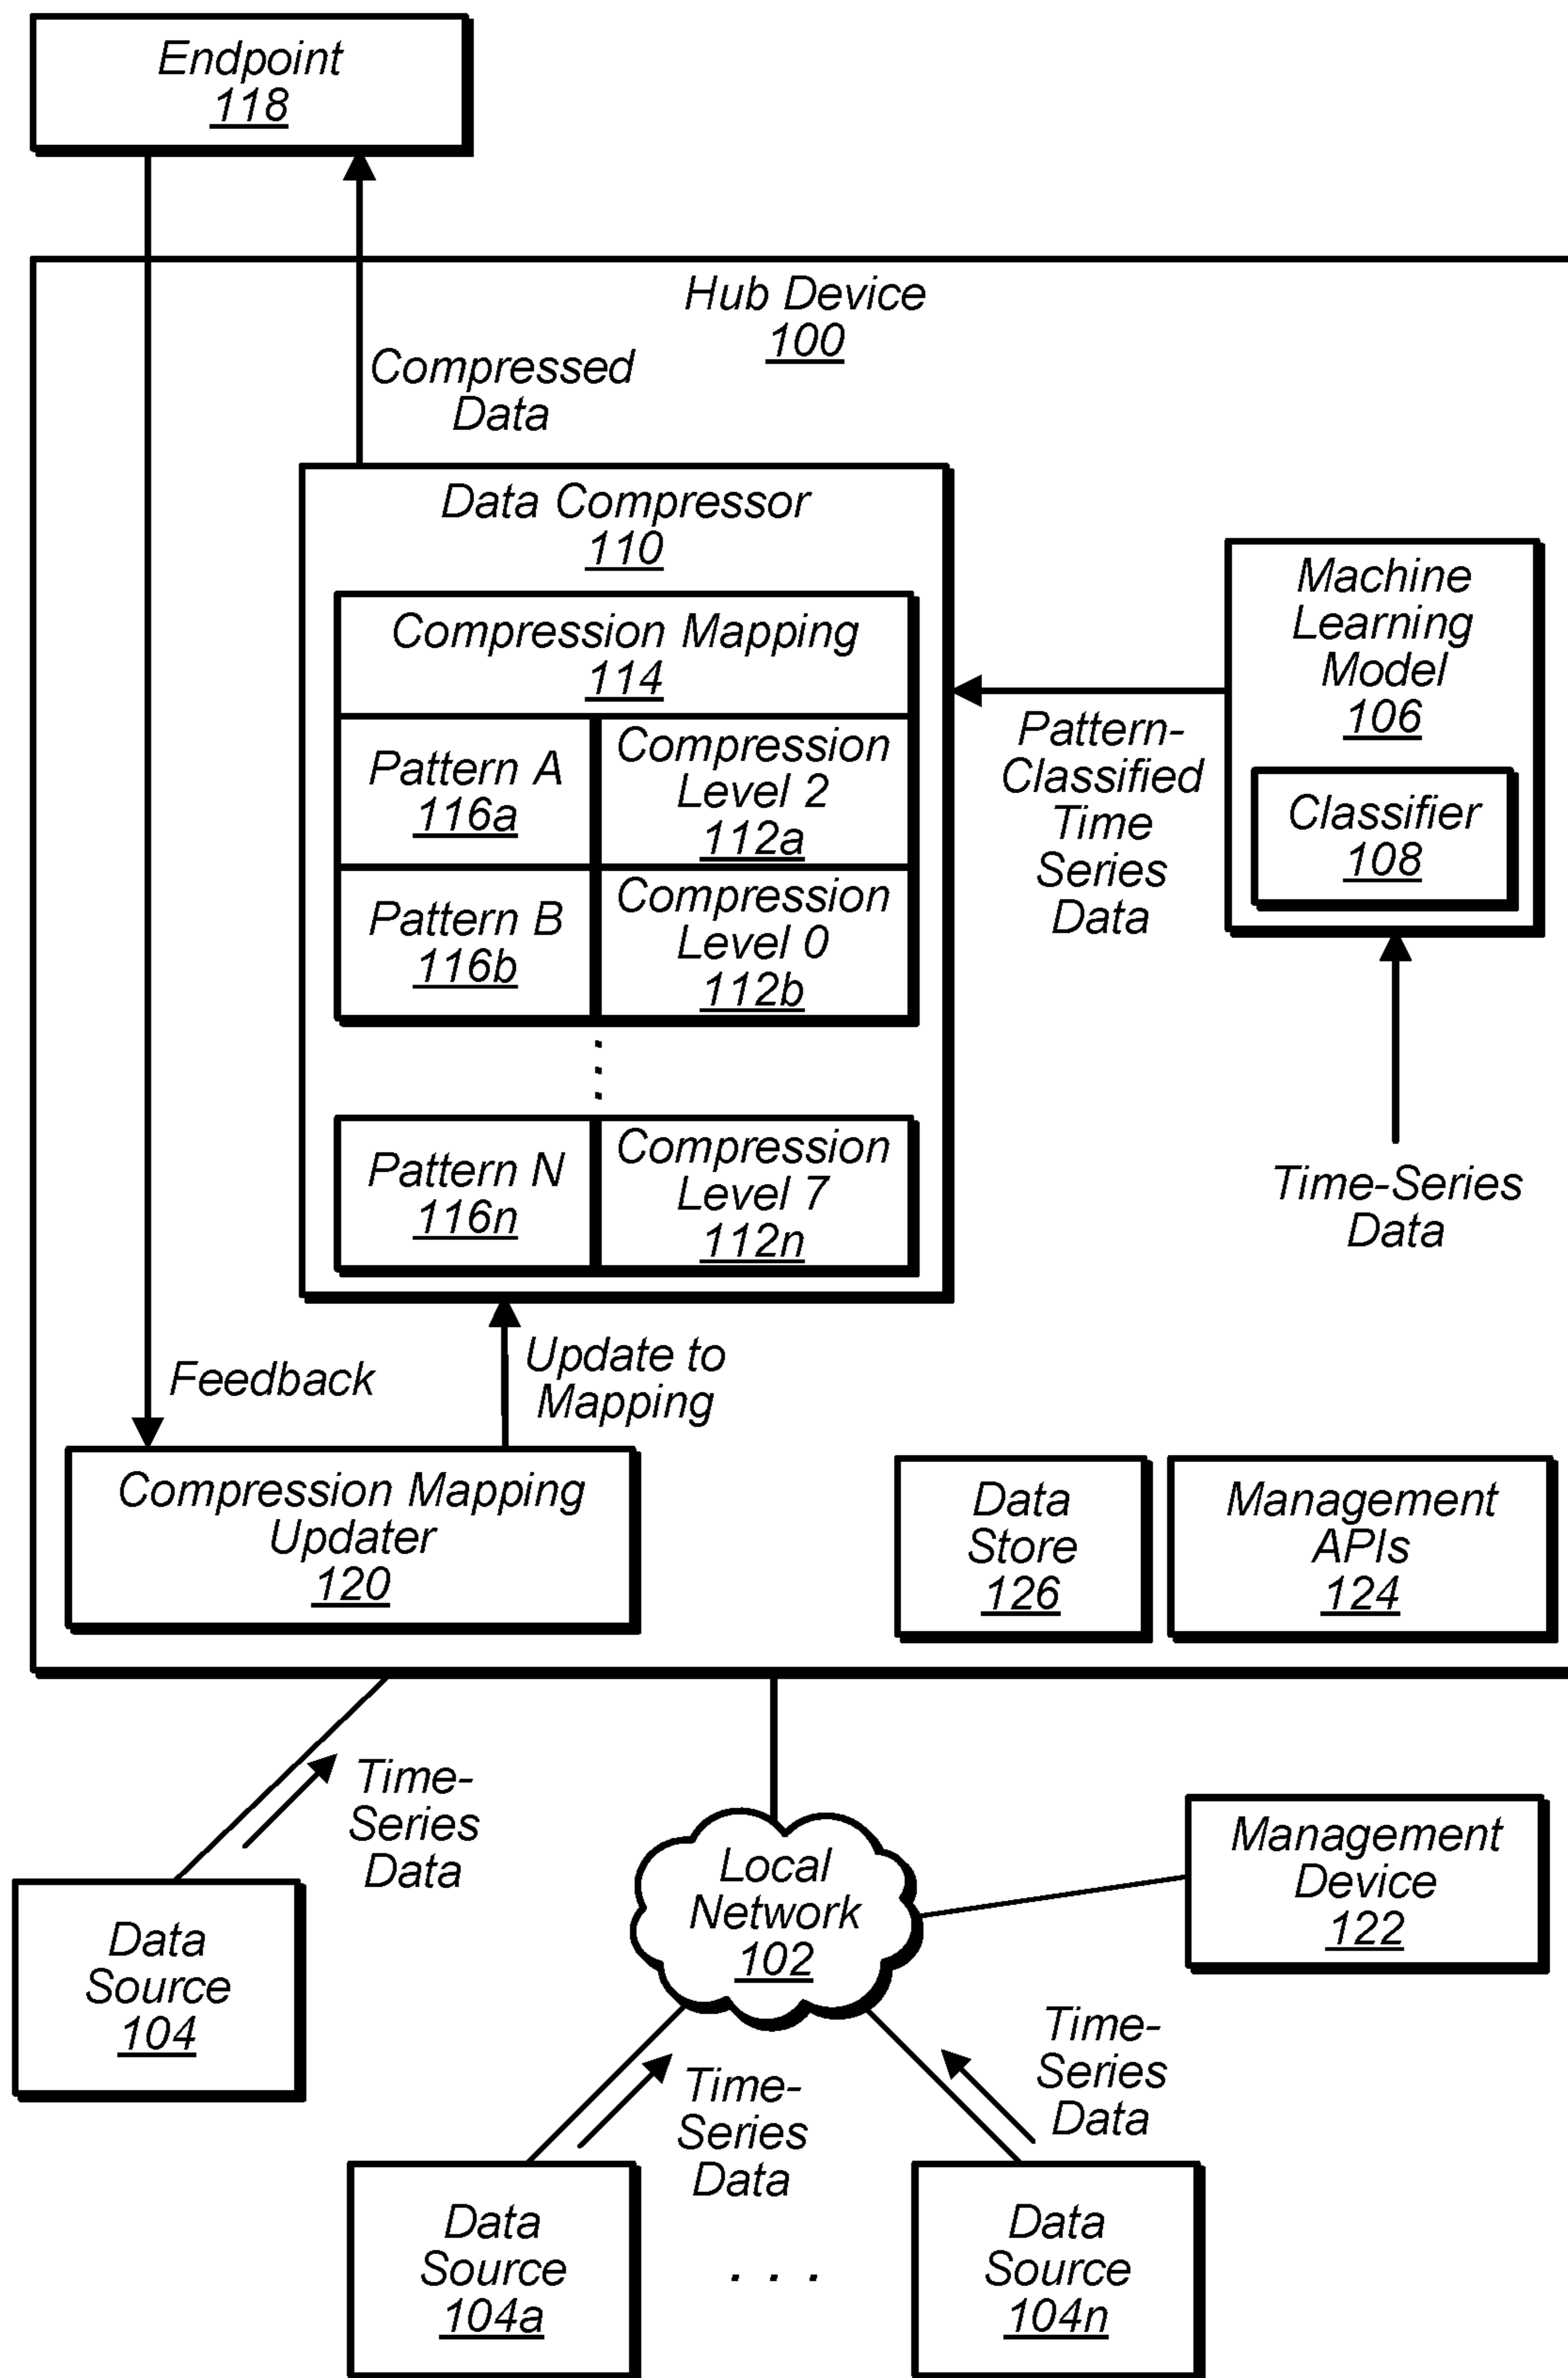 Endpoint
118
Hub Device
100
Compressed
Data
Data Compressor
110
Compression Mapping
114
Pattern A
116a
Compression
Level 2
112a
Pattern B
116b
Compression
Level 0
112b
Pattern N
116n
Compression
Level 7
112n
Pattern-
Classified
Time
Series
Data
Machine
Learning
Model
106
Classifier
108
Time-Series
Data
Feedback
Update to
Mapping
Compression Mapping
Updater
120
Data
Store
126
Management
APIs
124
Time-
Series
Data
Data
Source
104
Local
Network
102
Management
Device
122
Time-
Series
Data
Time-
Series
Data
Data
Source
104a
. . .
Data
Source
104n